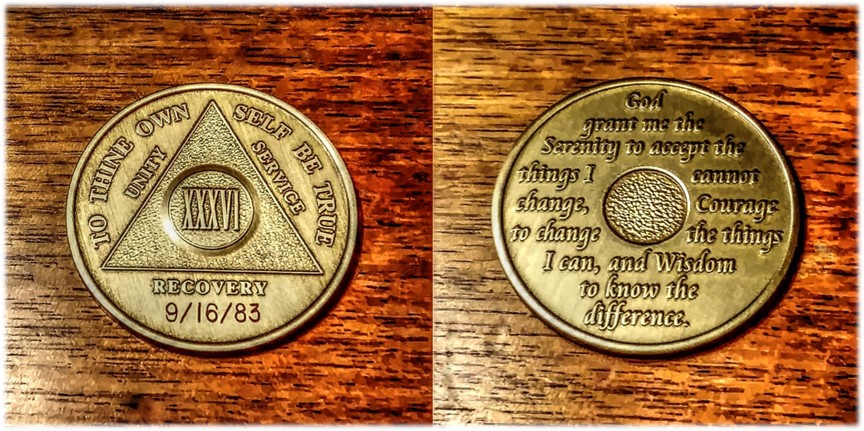 TO THINE OWN SELF BE TRUE
UNITY
SERVICE
XXXVI
RECOVERY
9/16/83
God
grant me the
Serenity to accept the
things I cannot
change, Courage
to change the things
I can, and Wisdom
to know the
difference.